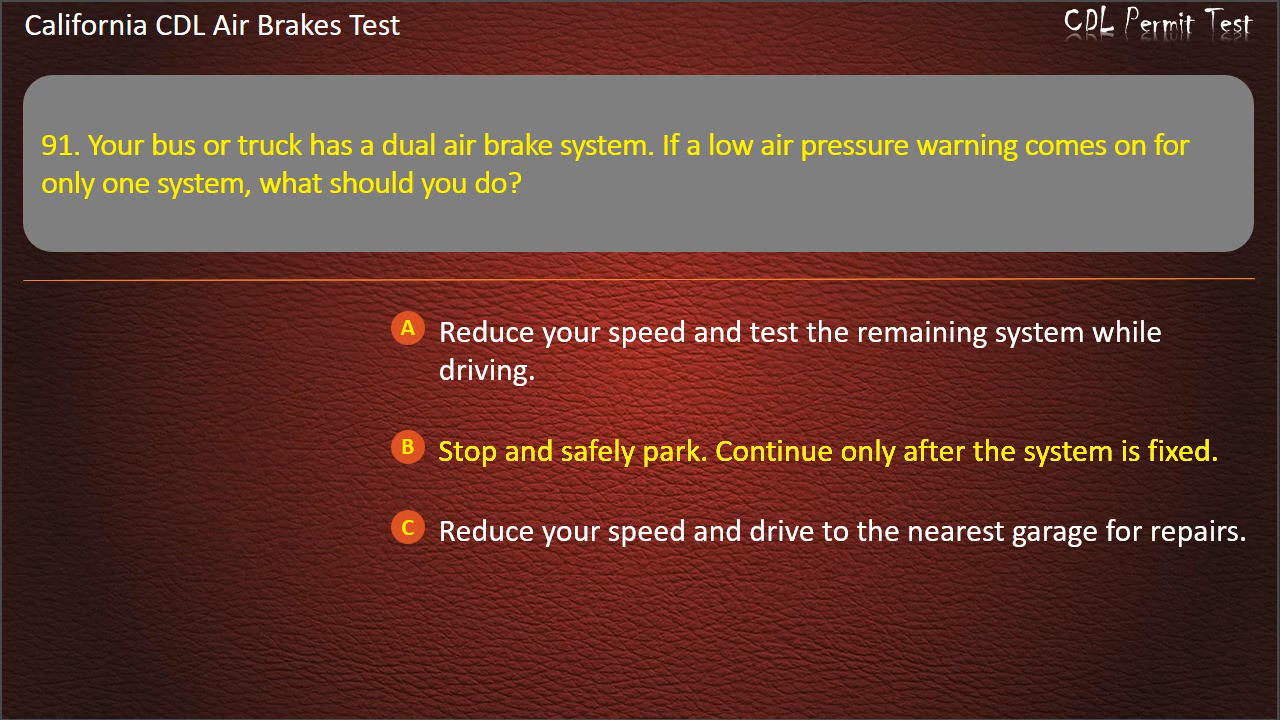 California CDL Air Brakes Test
CDL Permit Test
91. Your bus or truck has a dual air brake system. If a low air pressure warning comes on for
only one system, what should you do?
A Reduce your speed and test the remaining system while
driving.
B Stop and safely park. Continue only after the system is fixed.
C Reduce your speed and drive to the nearest garage for repairs.